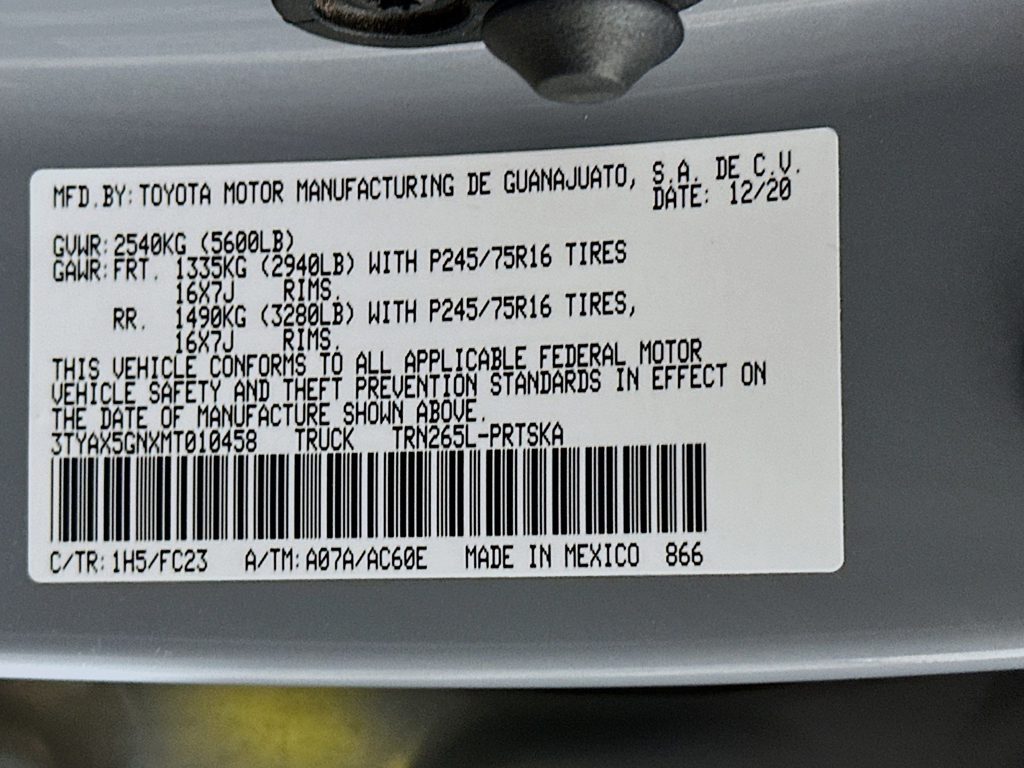 MFD.BY: TOYOTA MOTOR MANUFACTURING DE GUANAJUATO, S.A. DE C.V.
DATE: 12/20
GVWR: 2540KG (5600LB)
GAWR: FRT. 1335KG (2940LB) WITH P245/75R16 TIRES
16X7J RIMS.
RR. 1490KG (3280LB) WITH P245/75R16 TIRES,
16X7J RIMS.
THIS VEHICLE CONFORMS TO ALL APPLICABLE FEDERAL MOTOR
VEHICLE SAFETY AND THEFT PREVENTION STANDARDS IN EFFECT ON
THE DATE OF MANUFACTURE SHOWN ABOVE.
3TYAX5GNXMT010458 TRUCK TRN265L-PRTSKA
C/TR: 1H5/FC23 A/TM: A07A/AC60E MADE IN MEXICO 866